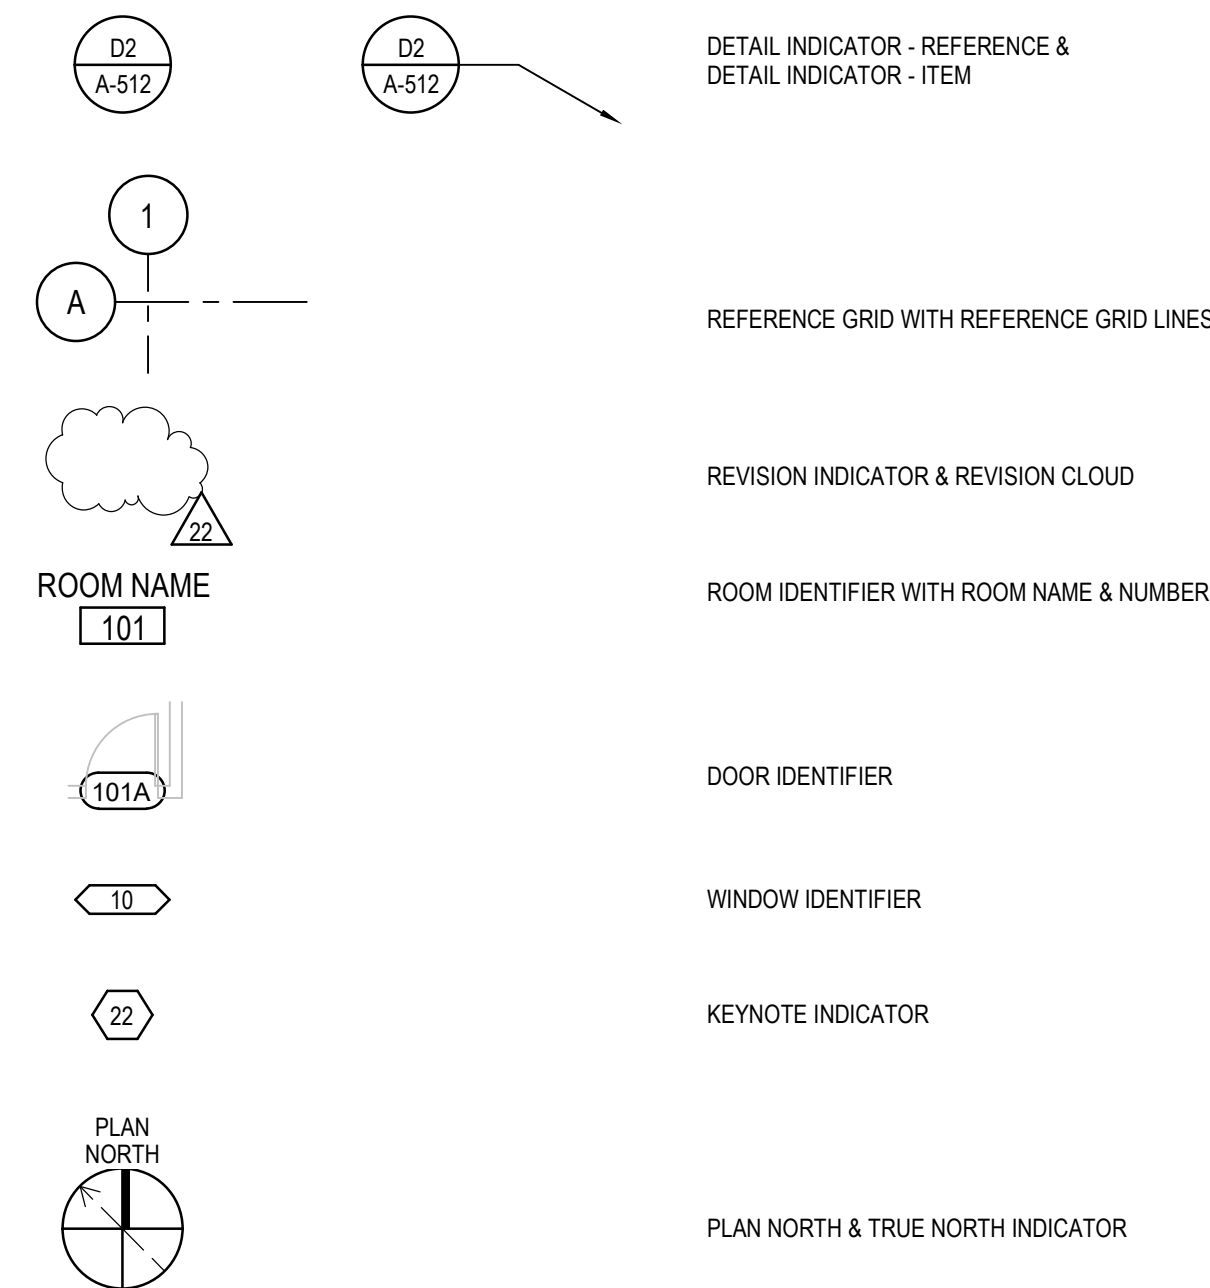 D2
A-512
D2
A-512
DETAIL INDICATOR - REFERENCE &
DETAIL INDICATOR - ITEM
1
A
REFERENCE GRID WITH REFERENCE GRID LINES
REVISION INDICATOR & REVISION CLOUD
22
ROOM NAME
101
ROOM IDENTIFIER WITH ROOM NAME & NUMBER
101A
DOOR IDENTIFIER
10
WINDOW IDENTIFIER
22
KEYNOTE INDICATOR
PLAN
NORTH
PLAN NORTH & TRUE NORTH INDICATOR